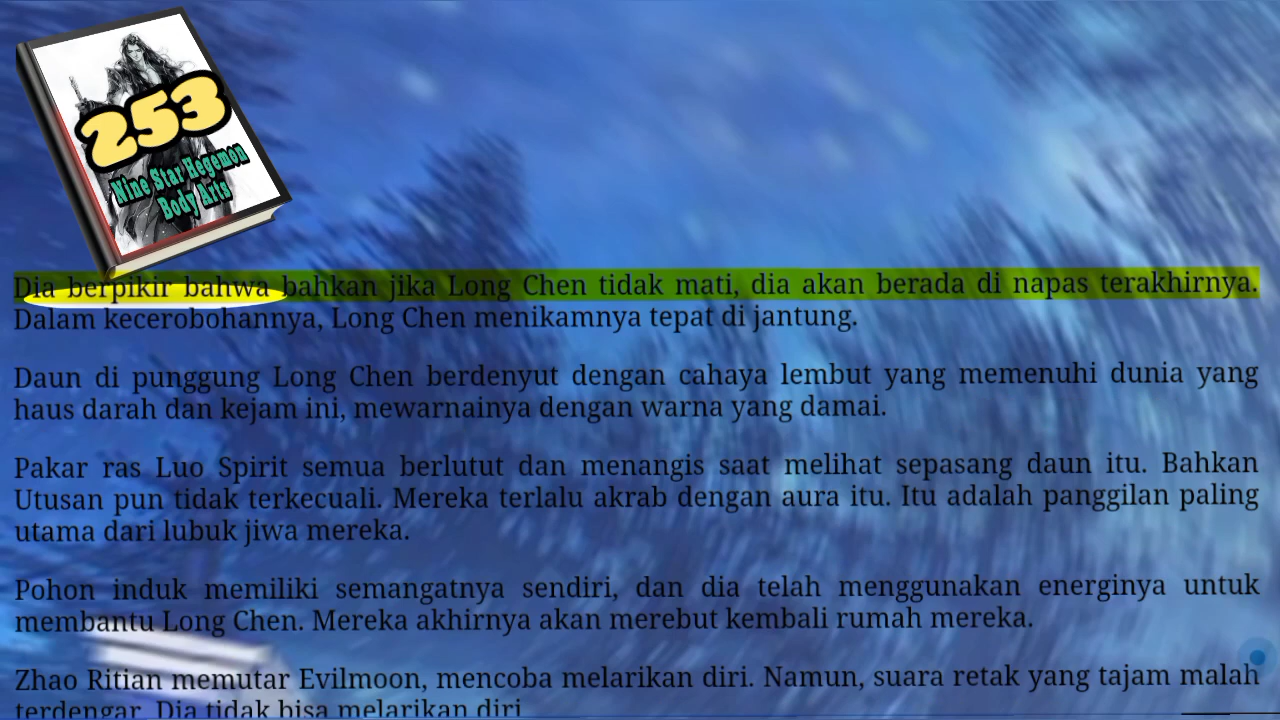 253
Nine Star Hegemon
Body Arts
Dia berpikir bahwa bahkan jika Long Chen tidak mati, dia akan berada di napas terakhirnya.
Dalam kecerobohannya, Long Chen menikamnya tepat di jantung.
Daun di punggung Long Chen berdenyut dengan cahaya lembut yang memenuhi dunia yang
haus darah dan kejam ini, mewarnainya dengan warna yang damai.
Pakar ras Luo Spirit semua berlutut dan menangis saat melihat sepasang daun itu. Bahkan
Utusan pun tidak terkecuali. Mereka terlalu akrab dengan aura itu. Itu adalah panggilan paling
utama dari lubuk jiwa mereka.
Pohon induk memiliki semangatnya sendiri, dan dia telah menggunakan energinya untuk
membantu Long Chen. Mereka akhirnya akan merebut kembali rumah mereka.
Zhao Ritian memutar Evilmoon, mencoba melarikan diri. Namun, suara retak yang tajam malah
terdengar. Dia tidak bisa melarikan diri